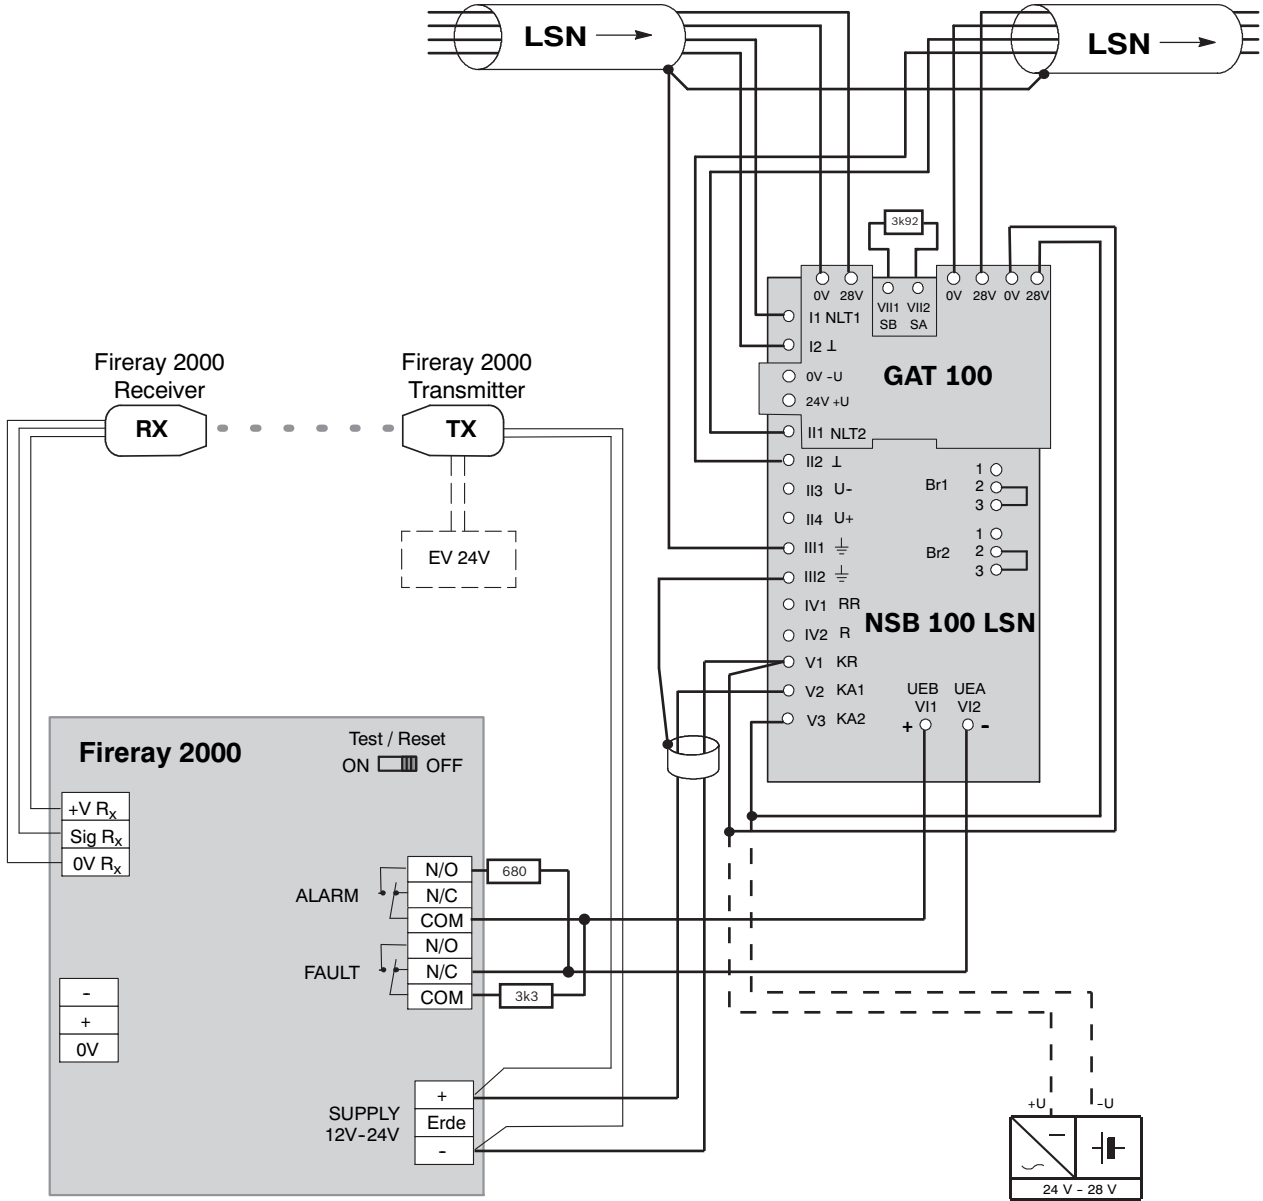 LSN
LSN
3k92
0V 28V
VII1 VII2
SB SA
0V 28V 0V 28V
I1 NLT1
I2 ⊥
0V -U
24V +U
GAT 100
II1 NLT2
II2 ⊥
II3 U-
II4 U+
III1 ⏚
III2 ⏚
IV1 RR
IV2 R
V1 KR
V2 KA1
V3 KA2
Br1
1
2
3
Br2
1
2
3
NSB 100 LSN
UEB UEA
VI1 VI2
+ -
Fireray 2000
Receiver
RX
Fireray 2000
Transmitter
TX
EV 24V
Fireray 2000
Test / Reset
ON OFF
+V Rx
Sig Rx
0V Rx
ALARM
N/O
N/C
COM
680
FAULT
N/O
N/C
COM
3k3
-
+
0V
SUPPLY
12V-24V
+
Erde
-
+U -U
24 V - 28 V